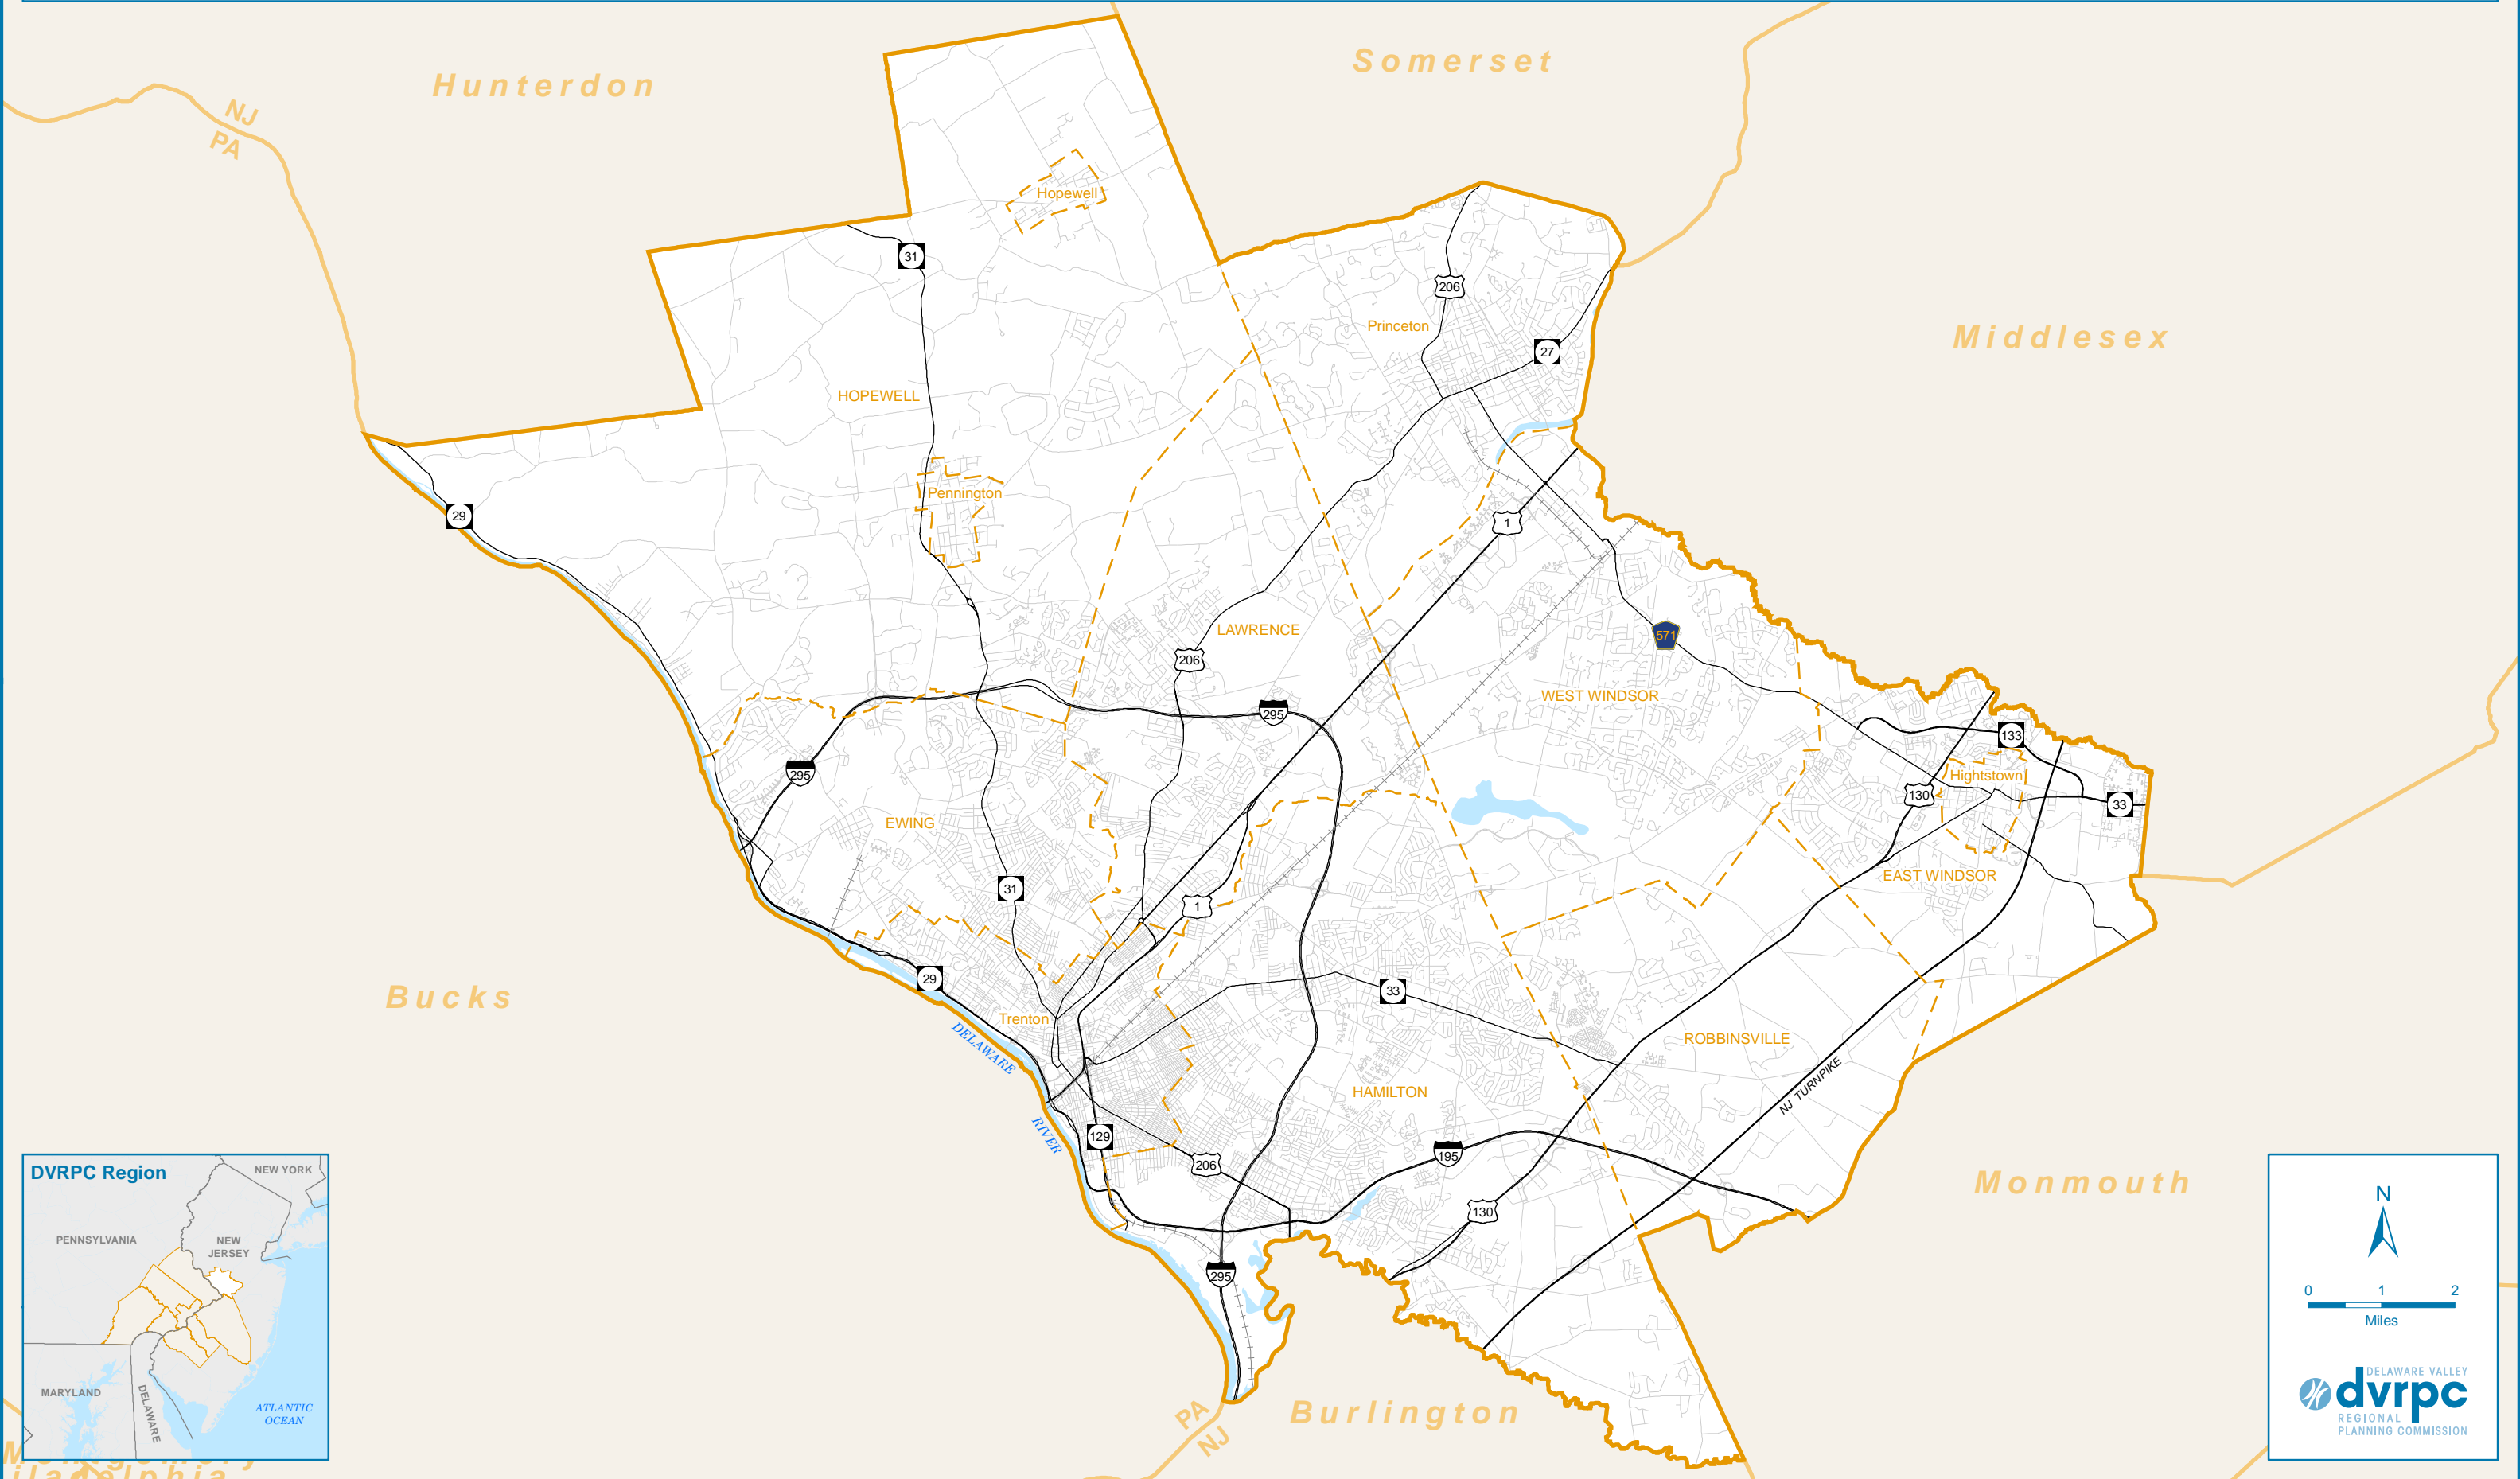 Hunterdon
Somerset
NJ
PA
Hopewell
31
206
Princeton
Middlesex
27
HOPEWELL
Pennington
29
1
LAWRENCE
571
206
WEST WINDSOR
295
133
295
Hightstown
130
33
EWING
EAST WINDSOR
31
1
29
33
Bucks
Trenton
DELAWARE
RIVER
ROBBINSVILLE
NJ TURNPIKE
HAMILTON
129
195
206
130
Monmouth
295
Burlington
PA
NJ
DVRPC Region
NEW YORK
PENNSYLVANIA
NEW
JERSEY
MARYLAND
DELAWARE
ATLANTIC
OCEAN
N
0 1 2
Miles
DELAWARE VALLEY
dvrpc
REGIONAL
PLANNING COMMISSION